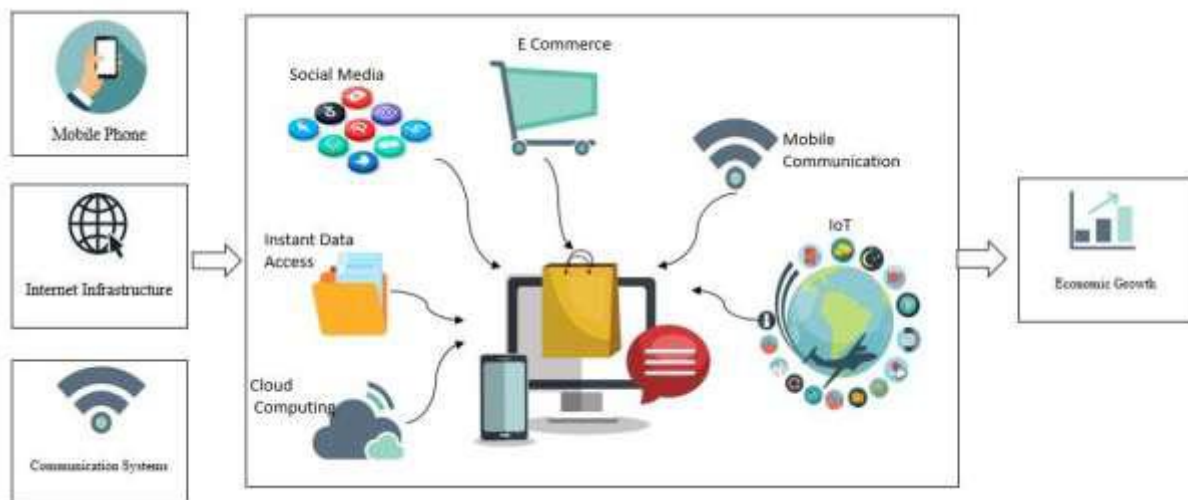 Mobile Phone
Internet Infrastructure
Communication Systems
Social Media
E Commerce
Mobile
Communication
Instant Data
Access
IoT
Cloud
Computing
Economic Growth